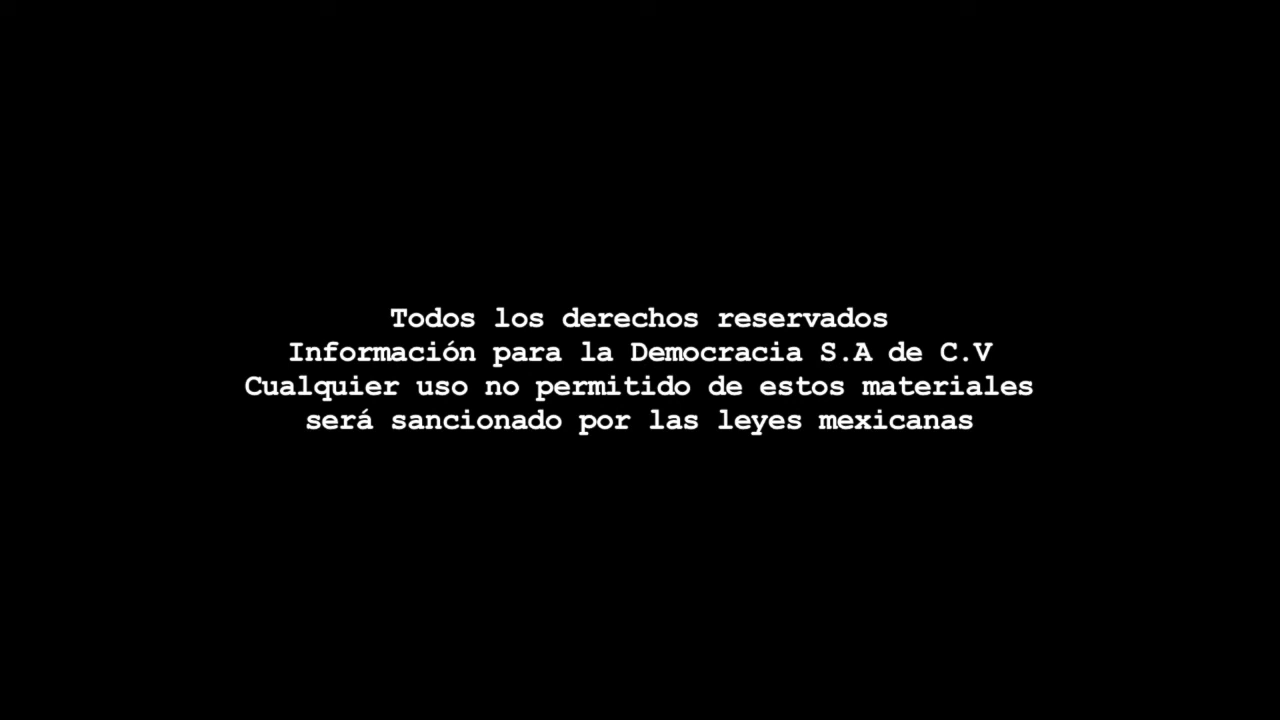 Todos los derechos reservados
Información para la Democracia S.A de C.V
Cualquier uso no permitido de estos materiales
será sancionado por las leyes mexicanas